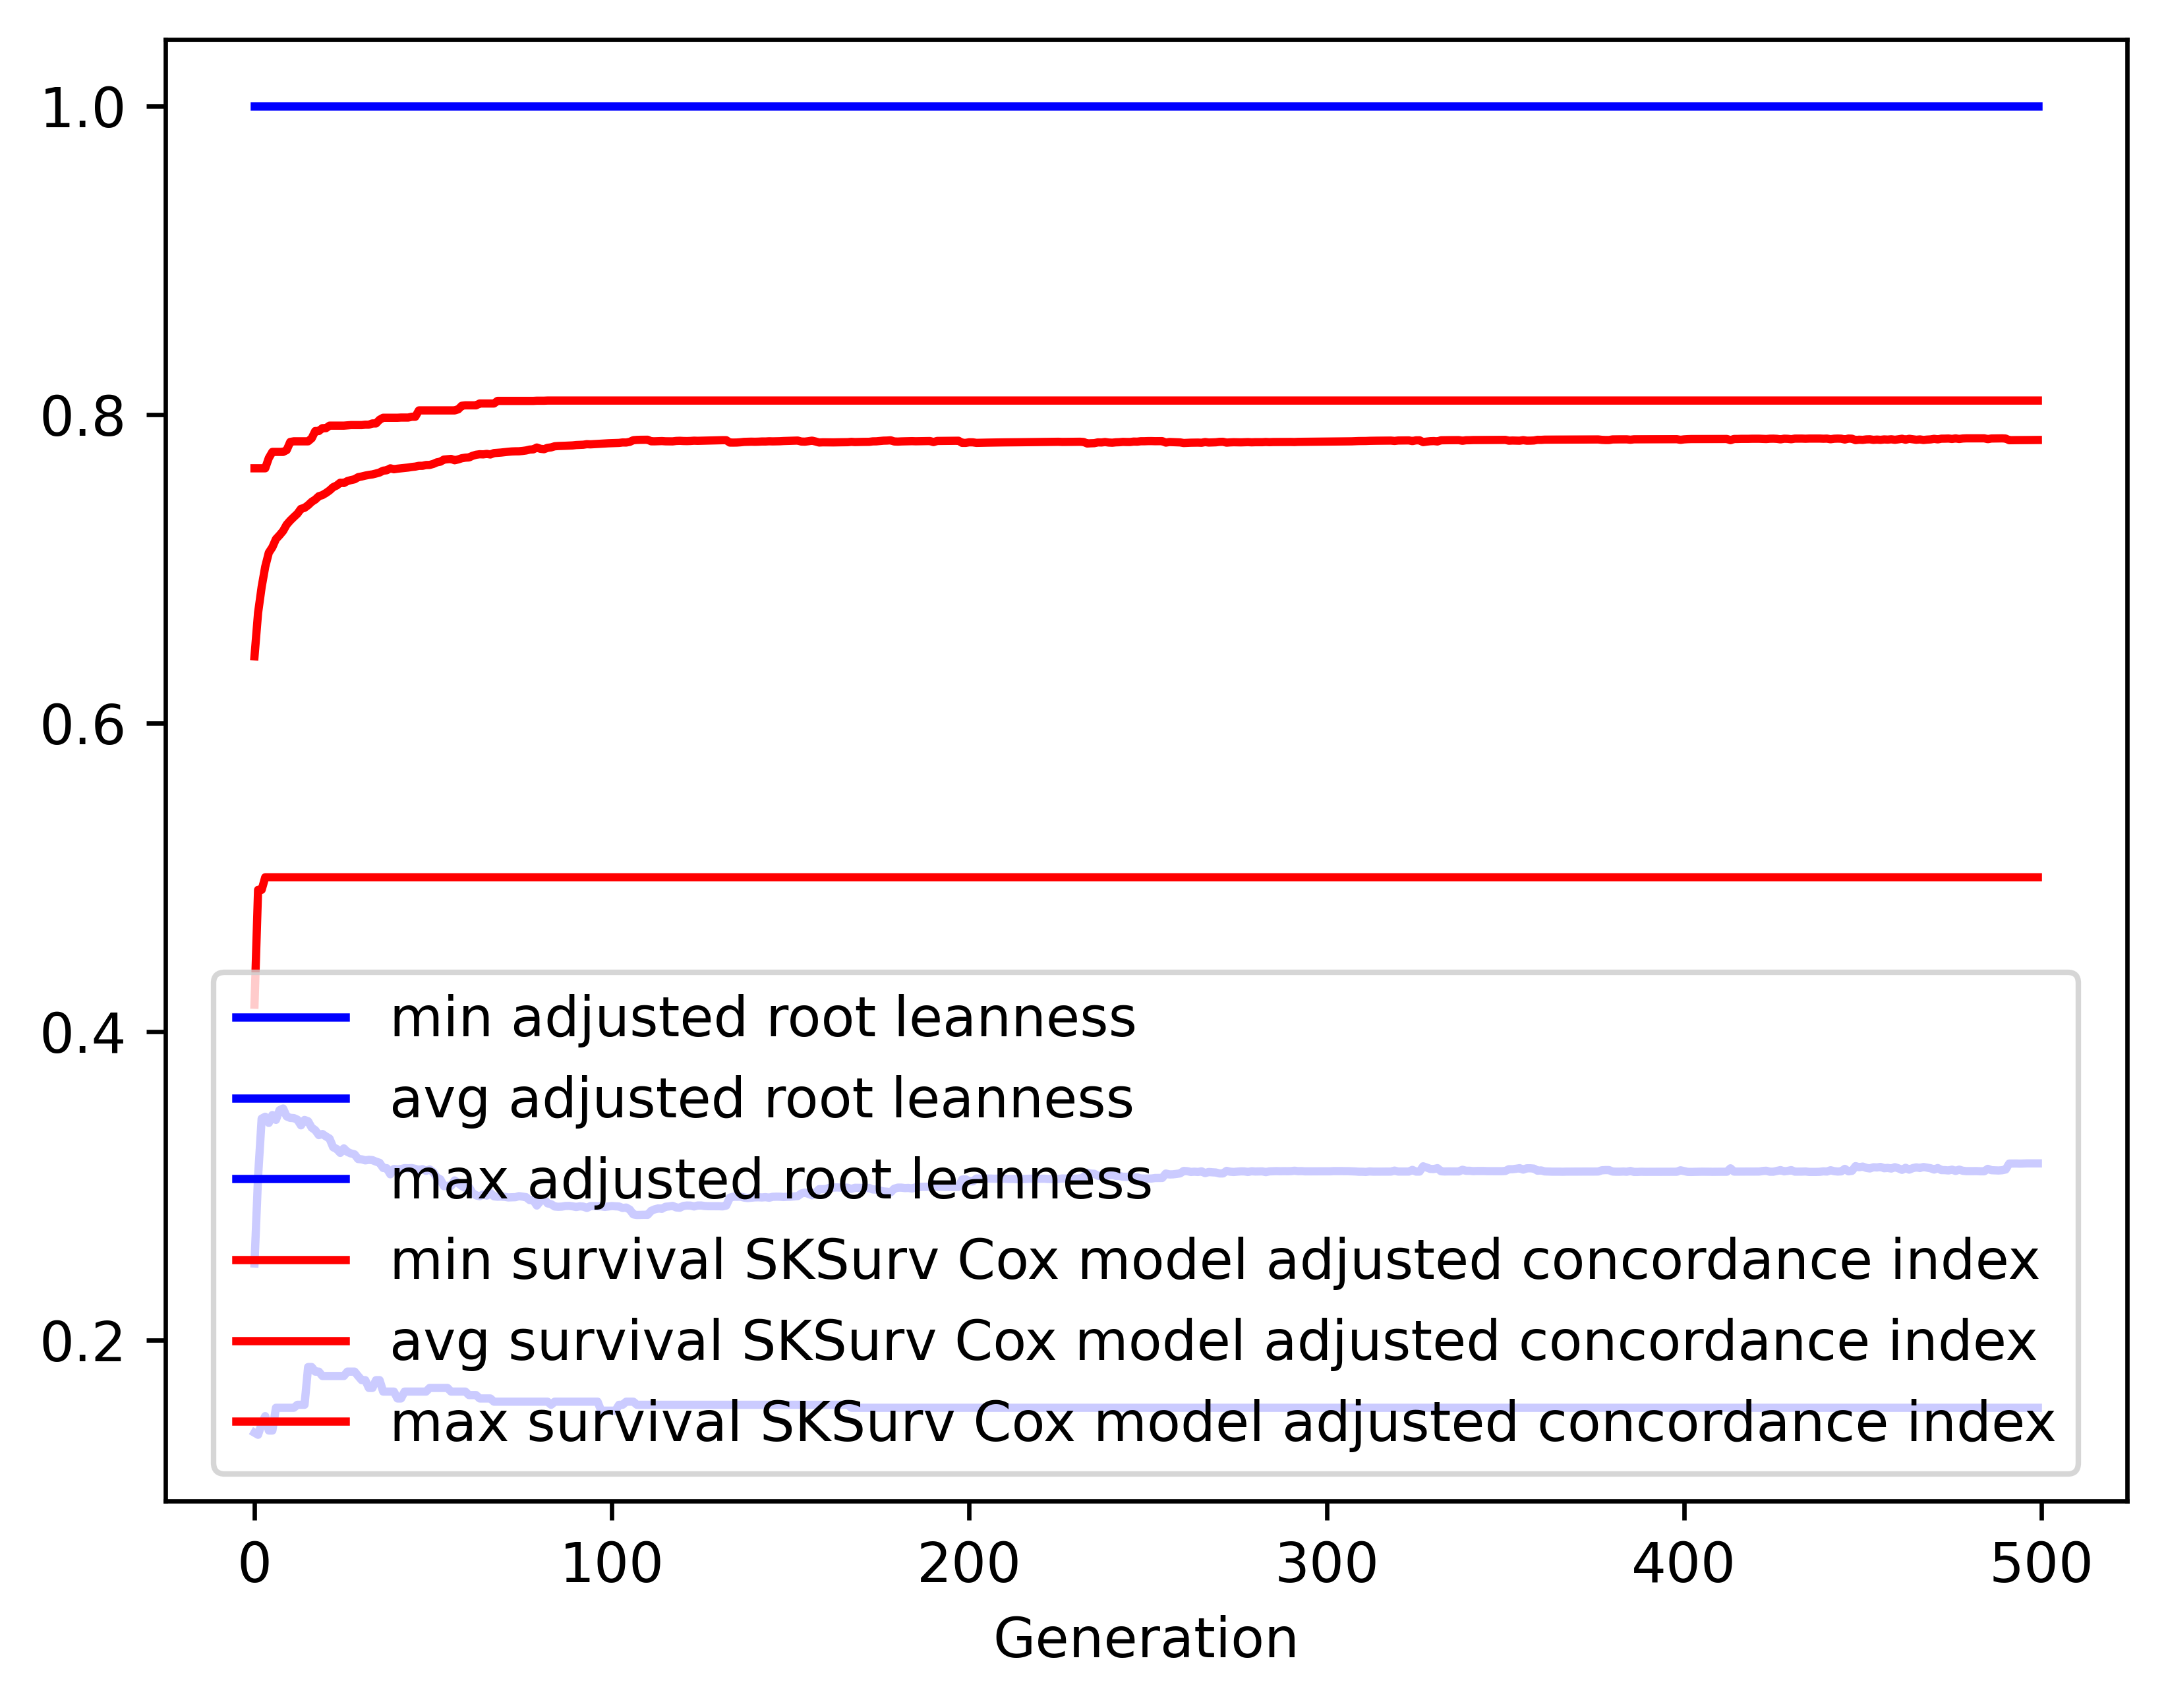 1.0
0.8
0.6
0.4
0.2
min adjusted root leanness
avg adjusted root leanness
max adjusted root leanness
min survival SKSurv Cox model adjusted concordance index
avg survival SKSurv Cox model adjusted concordance index
max survival SKSurv Cox model adjusted concordance index
0 100 200 300 400 500
Generation